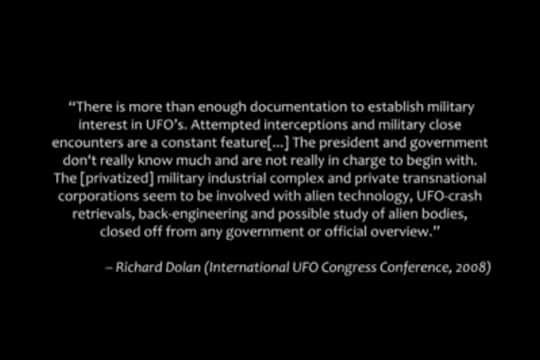 “There is more than enough documentation to establish military
interest in UFO’s. Attempted interceptions and military close
encounters are a constant feature[...] The president and government
don't really know much and are not really in charge to begin with.
The [privatized] military industrial complex and private transnational
corporations seem to be involved with alien technology, UFO-crash
retrievals, back-engineering and possible study of alien bodies,
closed off from any government or official overview.”
– Richard Dolan (International UFO Congress Conference, 2008)